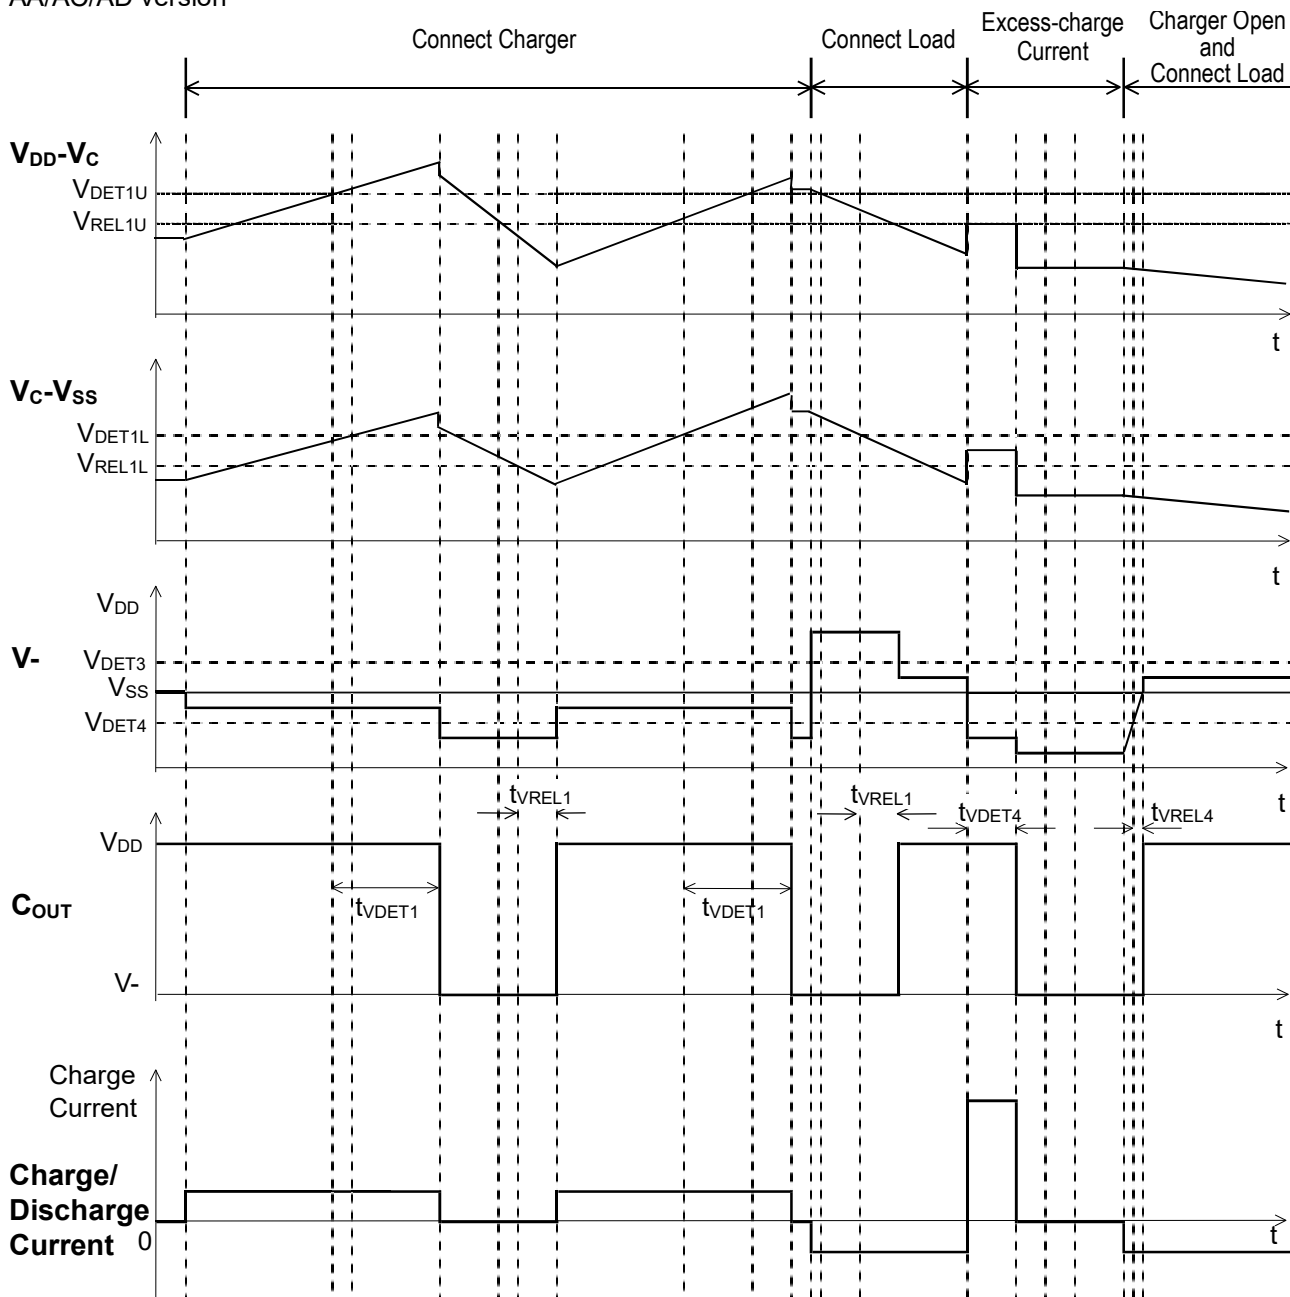 AA/AC/AD version
Connect Charger
Connect Load
Excess-charge
Current
Charger Open
and
Connect Load
VDD-VC
VDET1U
VREL1U
t
VC-VSS
VDET1L
VREL1L
t
VDD
V-
VDET3
VSS
VDET4
t
tVREL1
tVREL1
tVDET4
tVREL4
VDD
COUT
tVDET1
tVDET1
V-
t
Charge
Current
Charge/
Discharge
Current
0
t